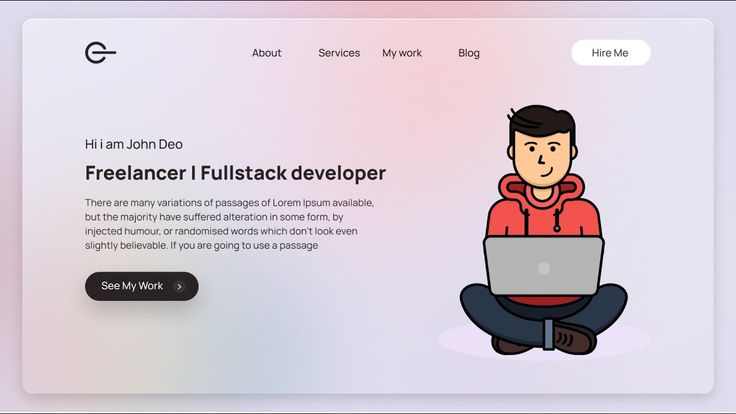 About Services My work Blog Hire Me
Hi i am John Deo
Freelancer | Fullstack developer
There are many variations of passages of Lorem Ipsum available,
but the majority have suffered alteration in some form, by
injected humour, or randomised words which don't look even
slightly believable. If you are going to use a passage
See My Work